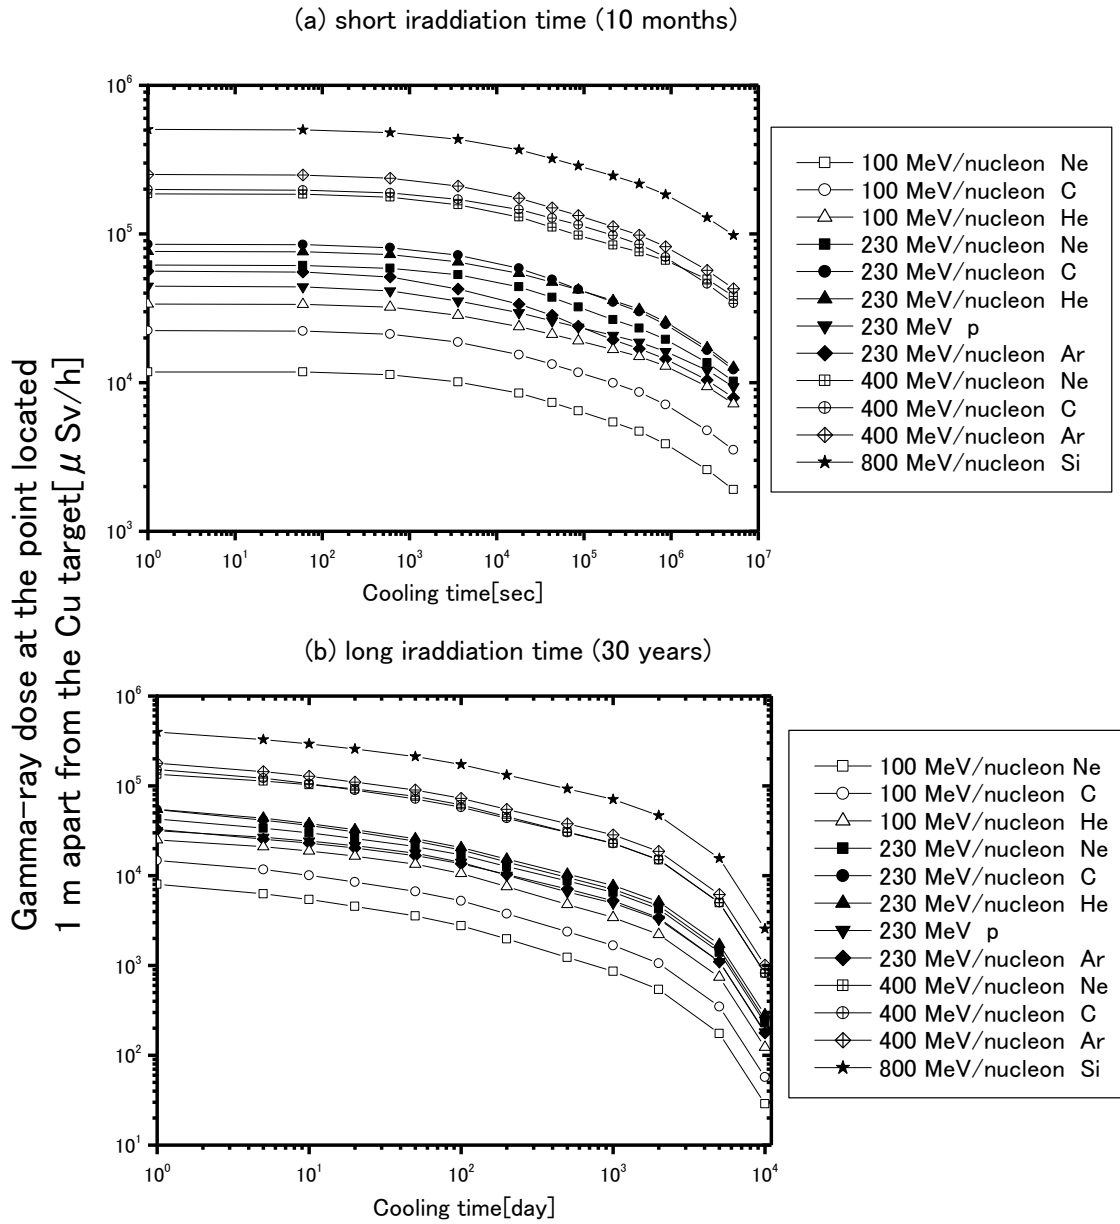 (a) short iraddiation time (10 months)
10^6
10^5
10^4
10^3
10^0 10^1 10^2 10^3 10^4 10^5 10^6 10^7
Cooling time[sec]
100 MeV/nucleon Ne
100 MeV/nucleon C
100 MeV/nucleon He
230 MeV/nucleon Ne
230 MeV/nucleon C
230 MeV/nucleon He
230 MeV p
230 MeV/nucleon Ar
400 MeV/nucleon Ne
400 MeV/nucleon C
400 MeV/nucleon Ar
800 MeV/nucleon Si
Gamma-ray dose at the point located
1 m apart from the Cu target[μ Sv/h]
(b) long iraddiation time (30 years)
10^6
10^5
10^4
10^3
10^2
10^1
10^0 10^1 10^2 10^3 10^4
Cooling time[day]
100 MeV/nucleon Ne
100 MeV/nucleon C
100 MeV/nucleon He
230 MeV/nucleon Ne
230 MeV/nucleon C
230 MeV/nucleon He
230 MeV p
230 MeV/nucleon Ar
400 MeV/nucleon Ne
400 MeV/nucleon C
400 MeV/nucleon Ar
800 MeV/nucleon Si